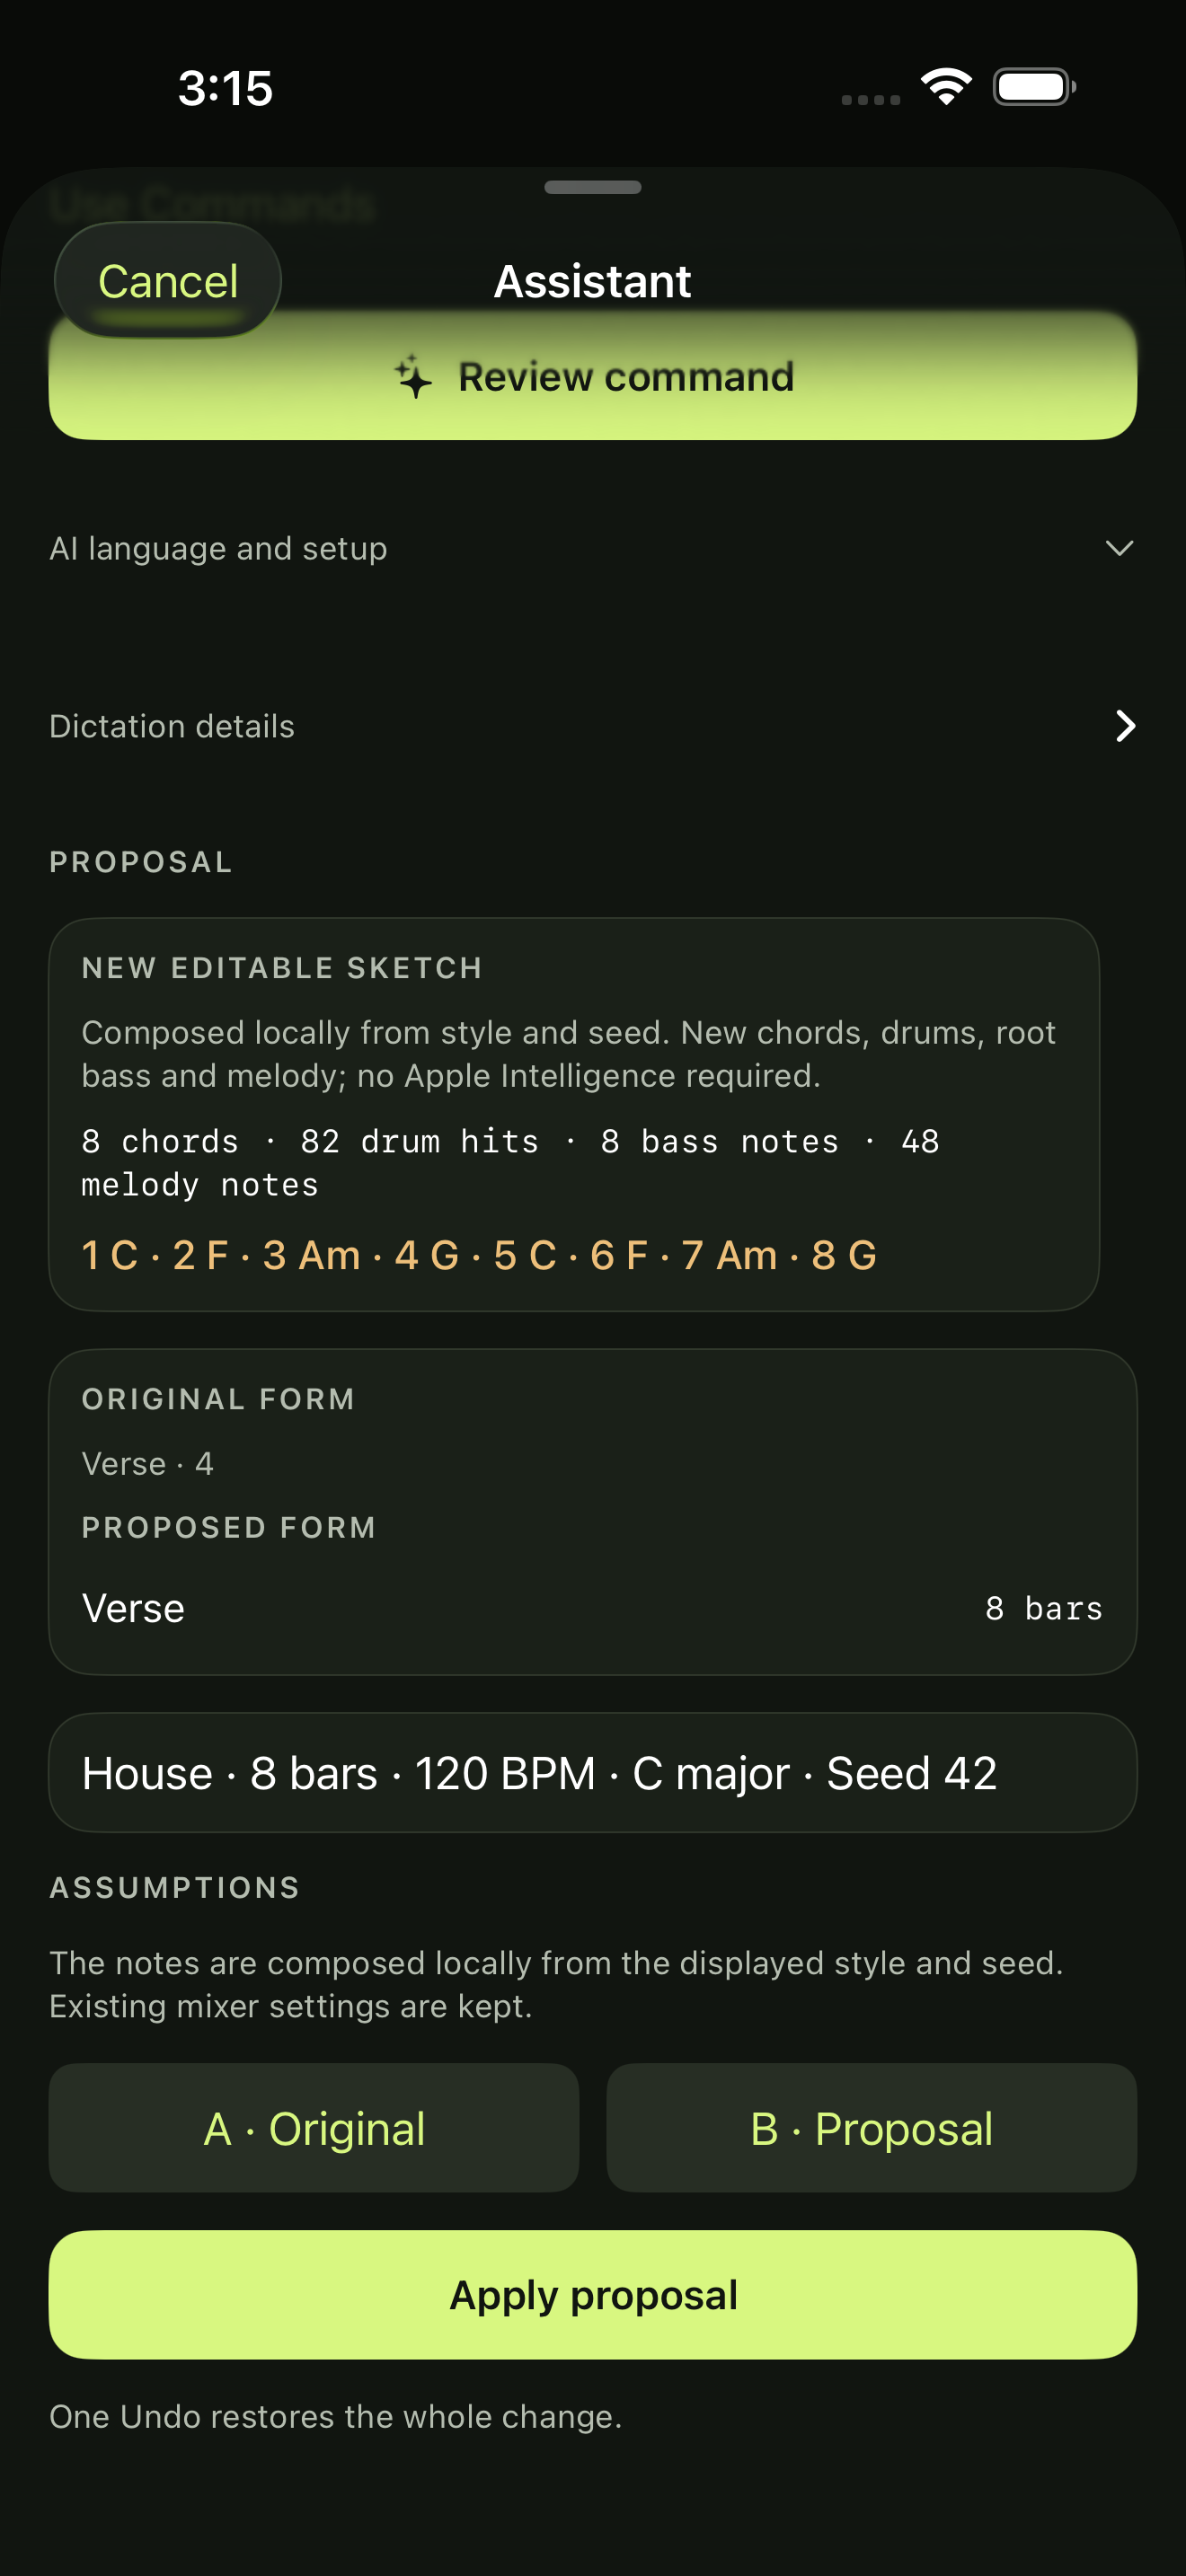 3:15
Use Commands
Cancel
Assistant
Review command
AI language and setup
Dictation details
PROPOSAL
NEW EDITABLE SKETCH
Composed locally from style and seed. New chords, drums, root
bass and melody; no Apple Intelligence required.
8 chords · 82 drum hits · 8 bass notes · 48
melody notes
1 C · 2 F · 3 Am · 4 G · 5 C · 6 F · 7 Am · 8 G
ORIGINAL FORM
Verse · 4
PROPOSED FORM
Verse
8 bars
House · 8 bars · 120 BPM · C major · Seed 42
ASSUMPTIONS
The notes are composed locally from the displayed style and seed.
Existing mixer settings are kept.
A · Original
B · Proposal
Apply proposal
One Undo restores the whole change.